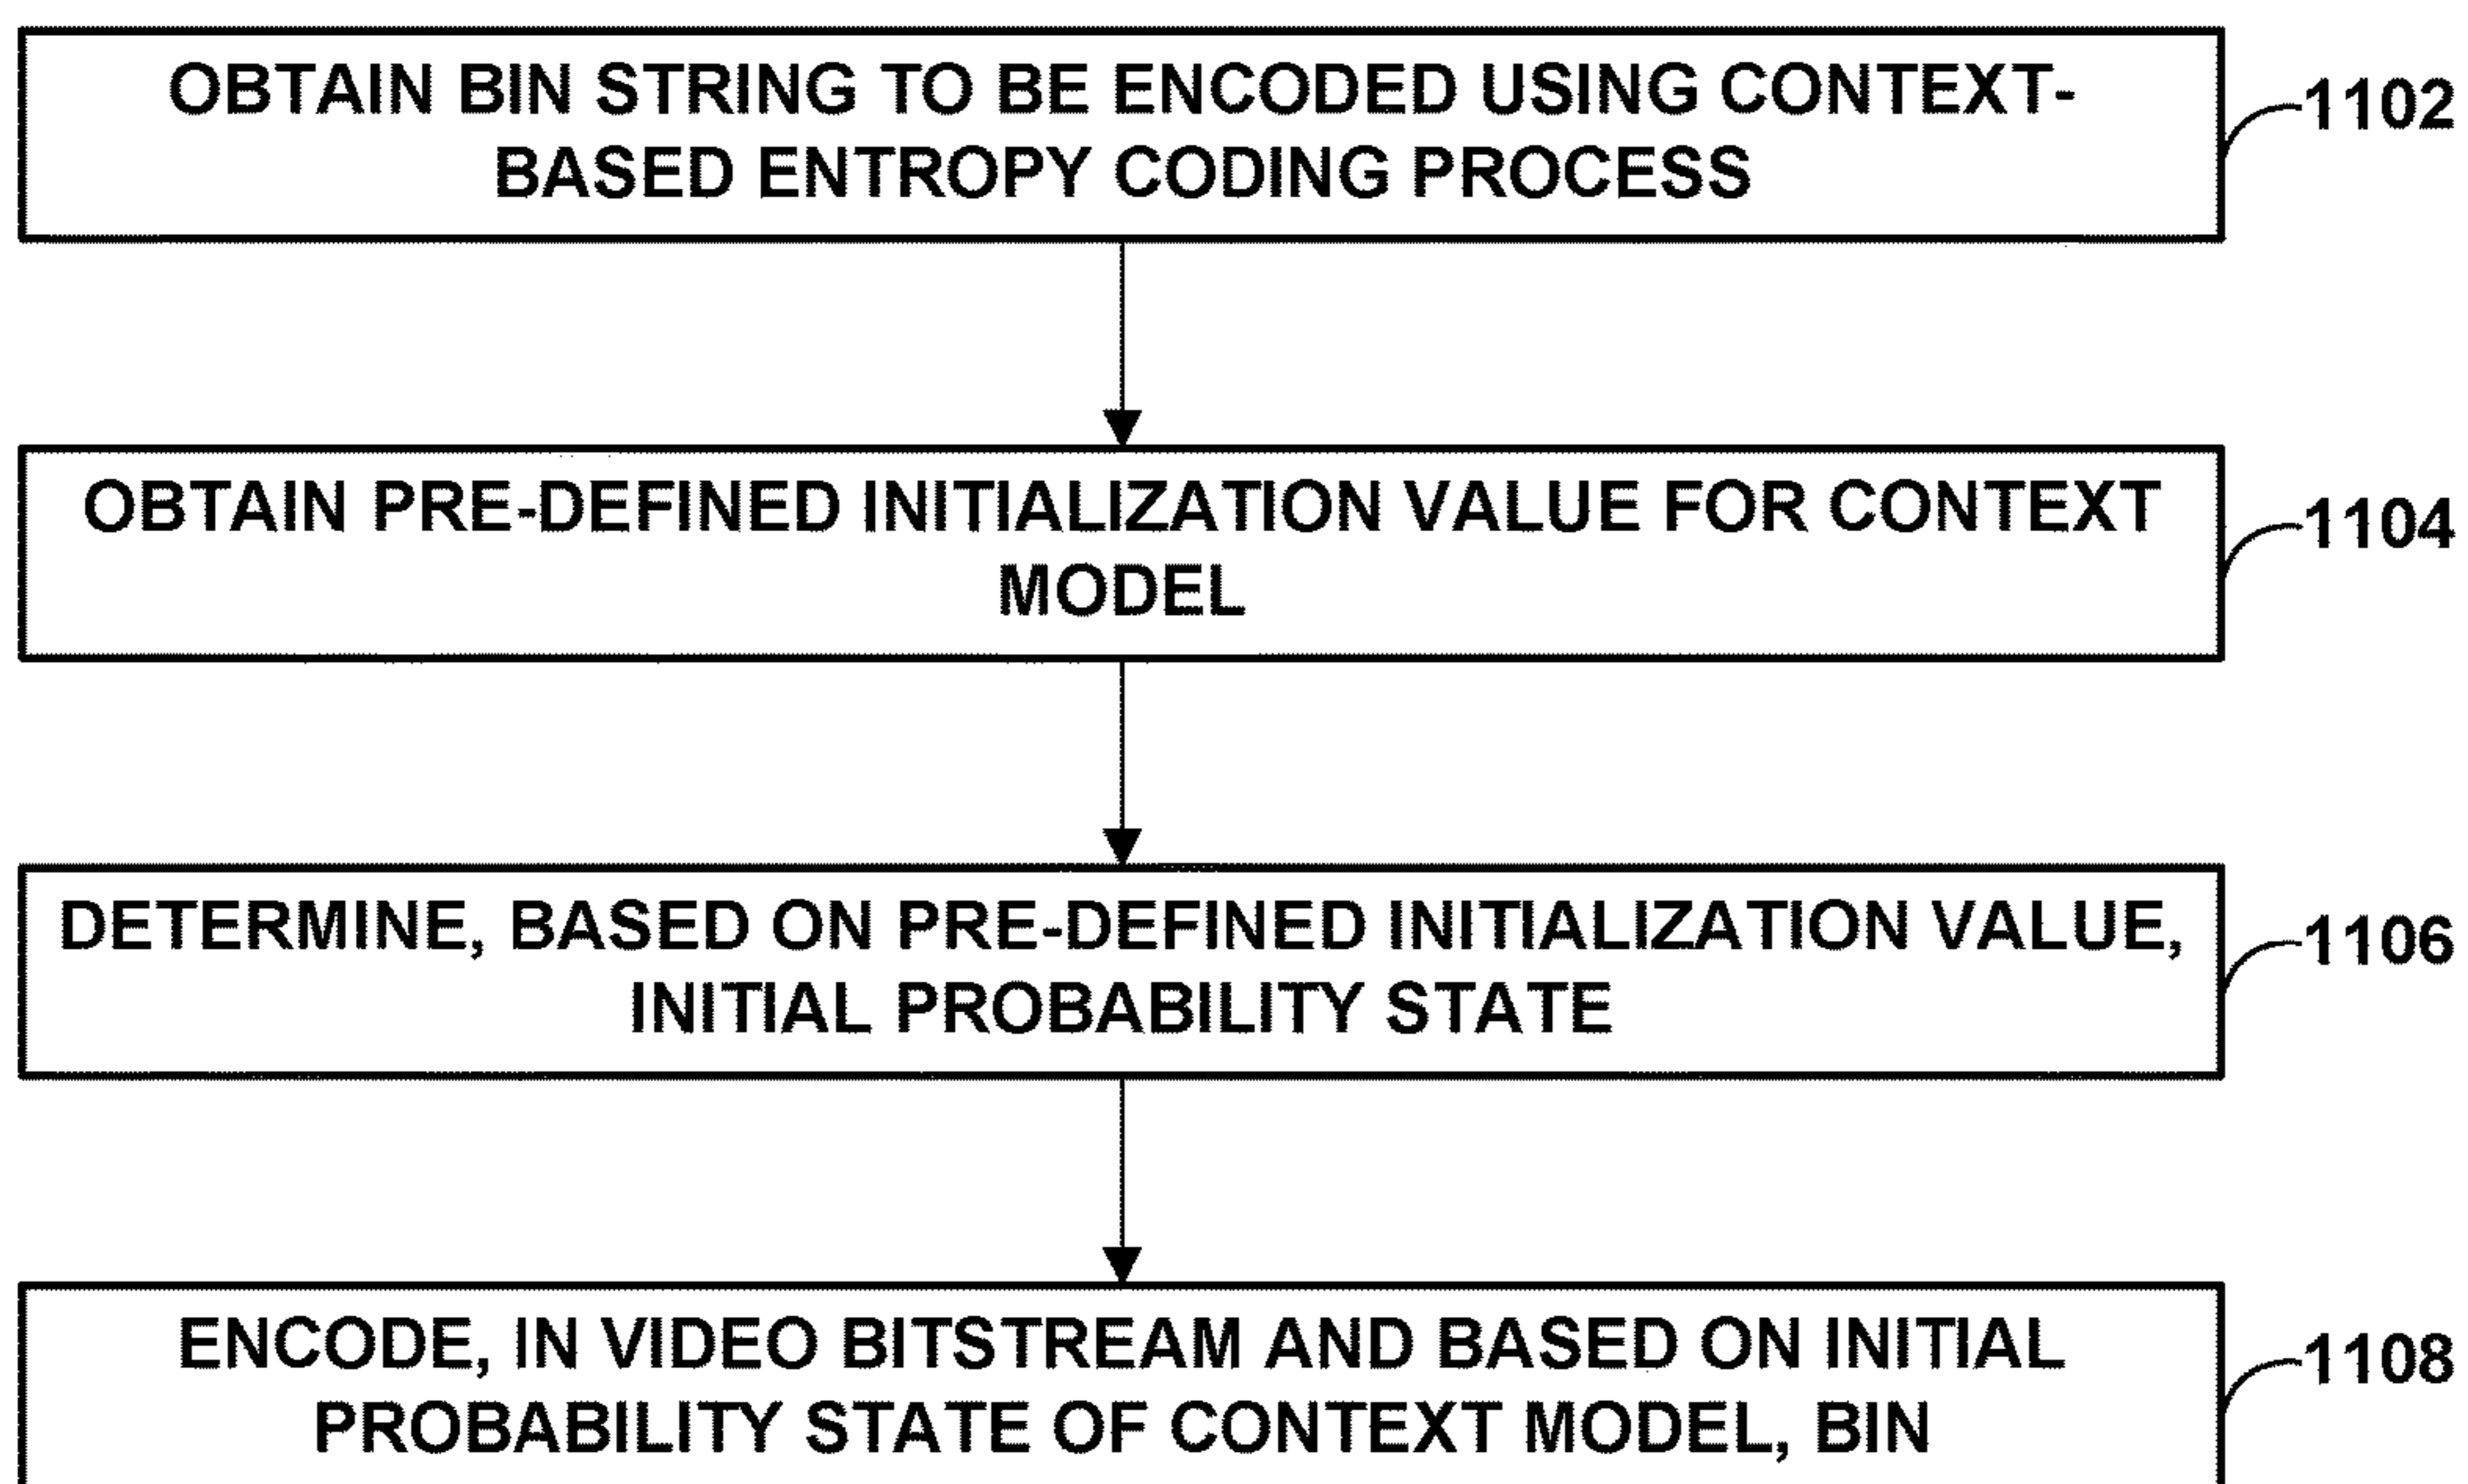 OBTAIN BIN STRING TO BE ENCODED USING CONTEXT-
BASED ENTROPY CODING PROCESS
1102
OBTAIN PRE-DEFINED INITIALIZATION VALUE FOR CONTEXT
MODEL
1104
DETERMINE, BASED ON PRE-DEFINED INITIALIZATION VALUE,
INITIAL PROBABILITY STATE
1106
ENCODE, IN VIDEO BITSTREAM AND BASED ON INITIAL
PROBABILITY STATE OF CONTEXT MODEL, BIN
1108